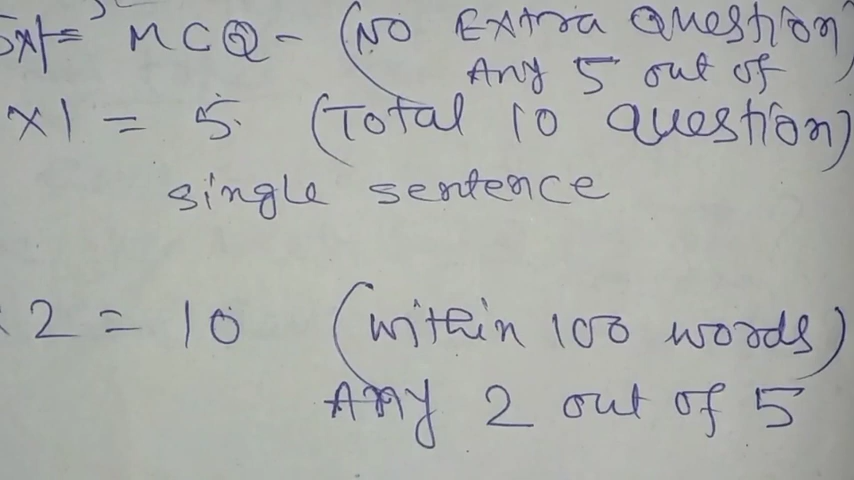 5x1= MCQ - (No Extra Question)
Any 5 out of
x1 = 5 (Total 10 Question)
single sentence
2 = 10 (within 100 words)
Any 2 out of 5